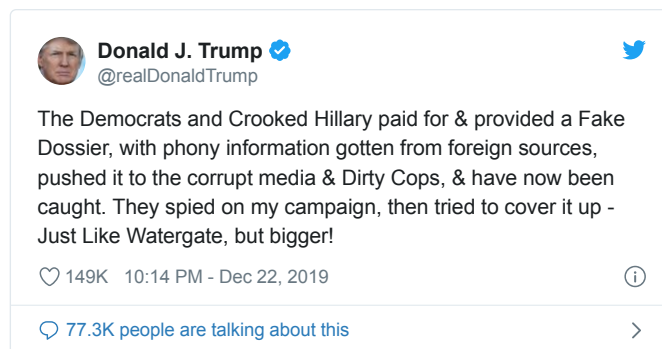 Donald J. Trump
@realDonaldTrump
The Democrats and Crooked Hillary paid for & provided a Fake
Dossier, with phony information gotten from foreign sources,
pushed it to the corrupt media & Dirty Cops, & have now been
caught. They spied on my campaign, then tried to cover it up -
Just Like Watergate, but bigger!
149K 10:14 PM - Dec 22, 2019
77.3K people are talking about this